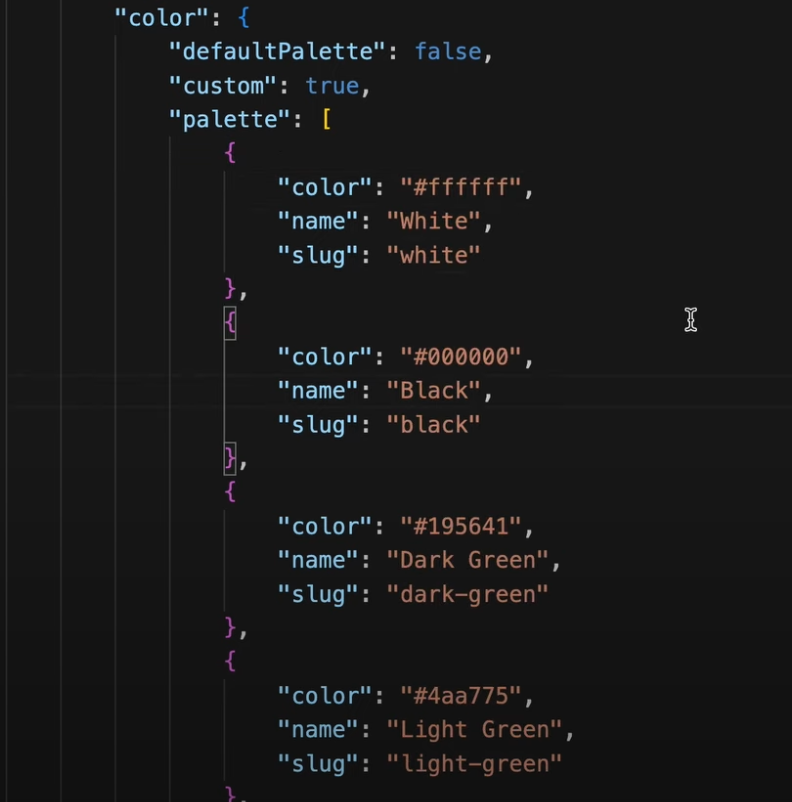 "color": {
"defaultPalette": false,
"custom": true,
"palette": [
{
"color": "#ffffff",
"name": "White",
"slug": "white"
},
{
"color": "#000000",
"name": "Black",
"slug": "black"
},
{
"color": "#195641",
"name": "Dark Green",
"slug": "dark-green"
},
{
"color": "#4aa775",
"name": "Light Green",
"slug": "light-green"
},